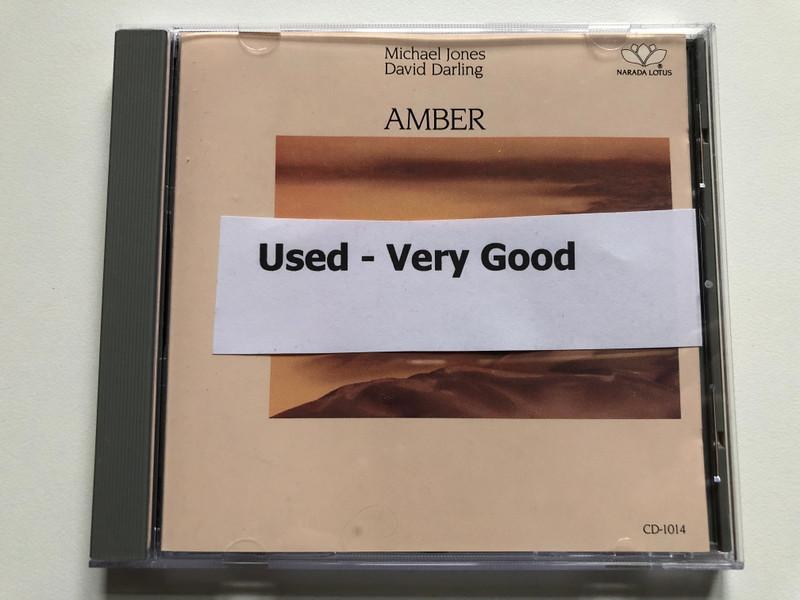 Michael Jones
David Darling
NARADA LOTUS®
AMBER
Used - Very Good
CD-1014